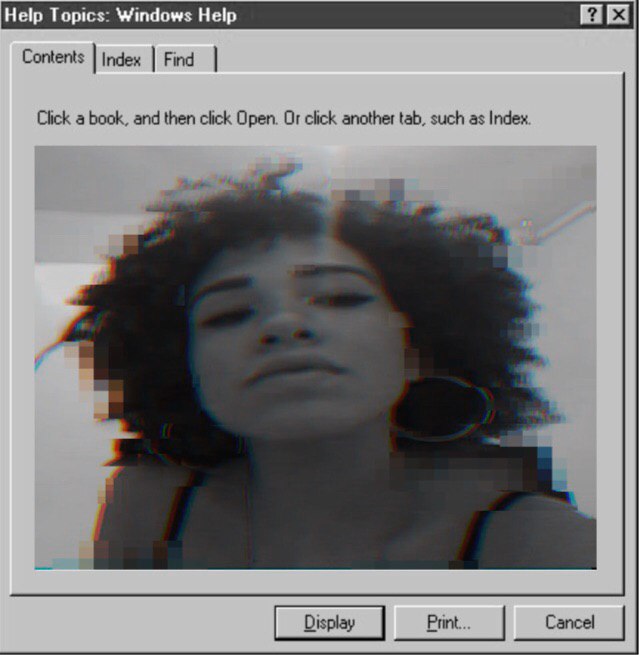 Help Topics: Windows Help
Contents Index Find
Click a book, and then click Open. Or click another tab, such as Index.
Display Print... Cancel